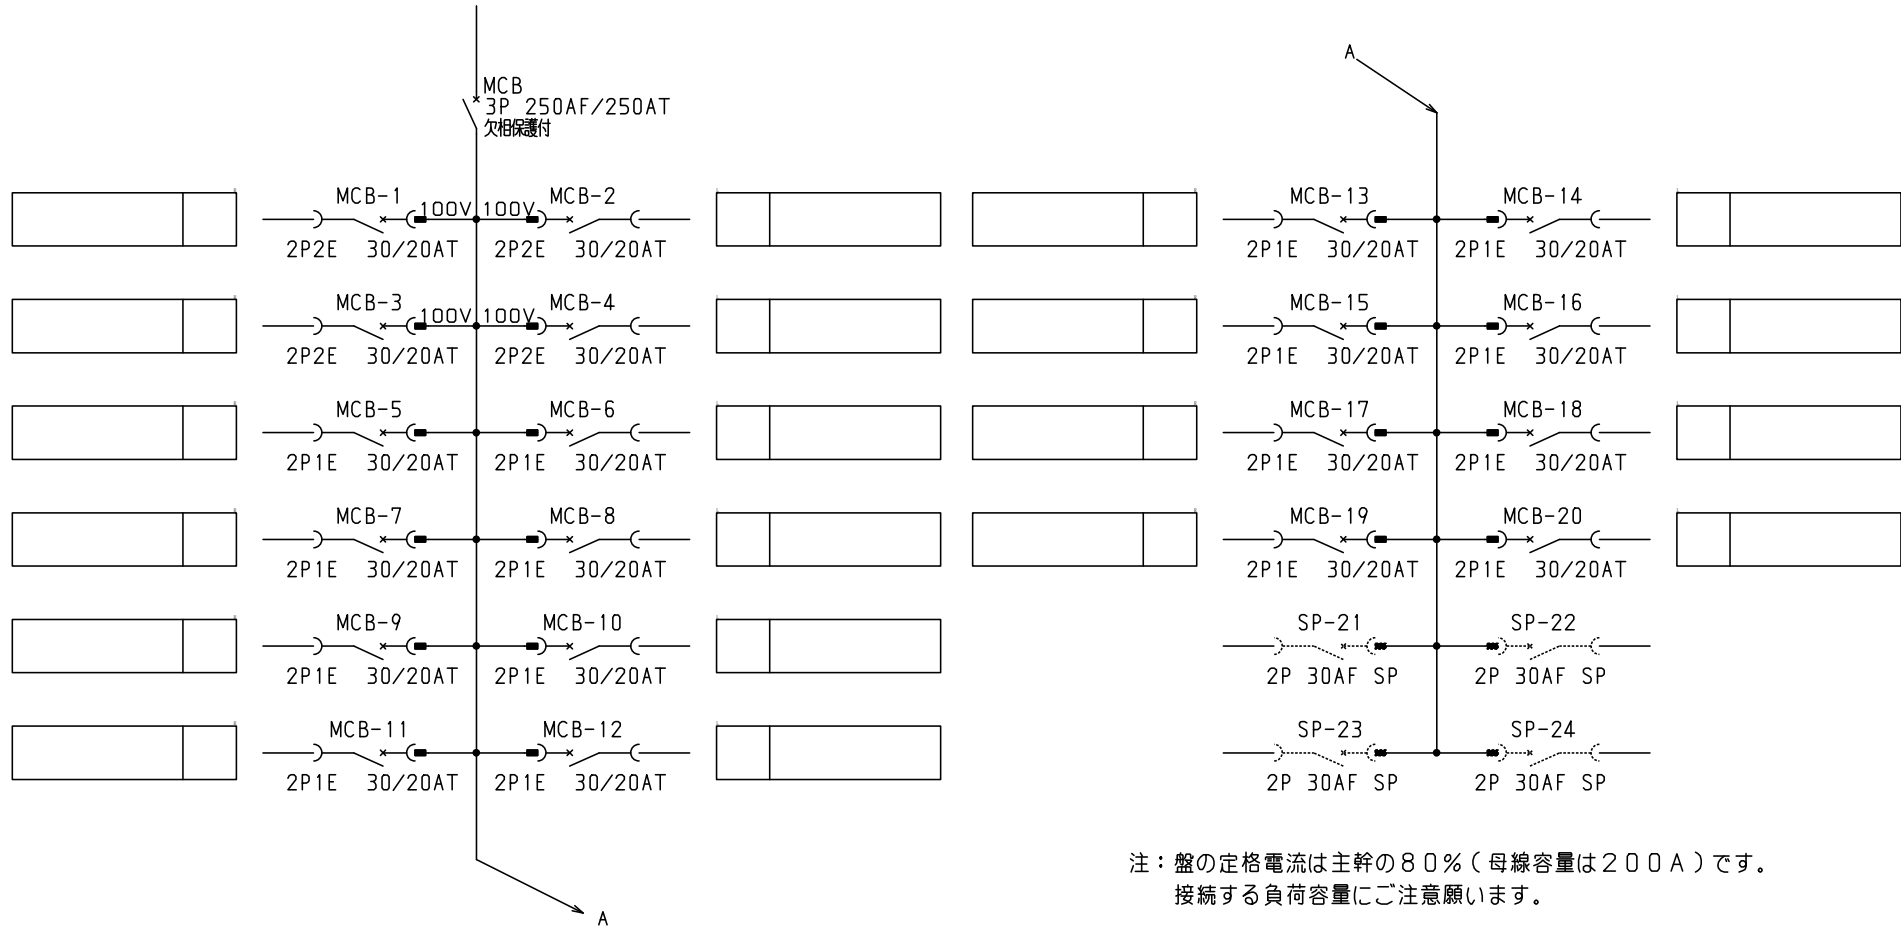 MCB
3P 250AF/250AT
欠相保護付
MCB-1 100V 100V MCB-2
2P2E 30/20AT 2P2E 30/20AT
MCB-3 100V 100V MCB-4
2P2E 30/20AT 2P2E 30/20AT
MCB-5 MCB-6
2P1E 30/20AT 2P1E 30/20AT
MCB-7 MCB-8
2P1E 30/20AT 2P1E 30/20AT
MCB-9 MCB-10
2P1E 30/20AT 2P1E 30/20AT
MCB-11 MCB-12
2P1E 30/20AT 2P1E 30/20AT
A
A
MCB-13 MCB-14
2P1E 30/20AT 2P1E 30/20AT
MCB-15 MCB-16
2P1E 30/20AT 2P1E 30/20AT
MCB-17 MCB-18
2P1E 30/20AT 2P1E 30/20AT
MCB-19 MCB-20
2P1E 30/20AT 2P1E 30/20AT
SP-21 SP-22
2P 30AF SP 2P 30AF SP
SP-23 SP-24
2P 30AF SP 2P 30AF SP
注：盤の定格電流は主幹の８０％（母線容量は２００Ａ）です。
接続する負荷容量にご注意願います。